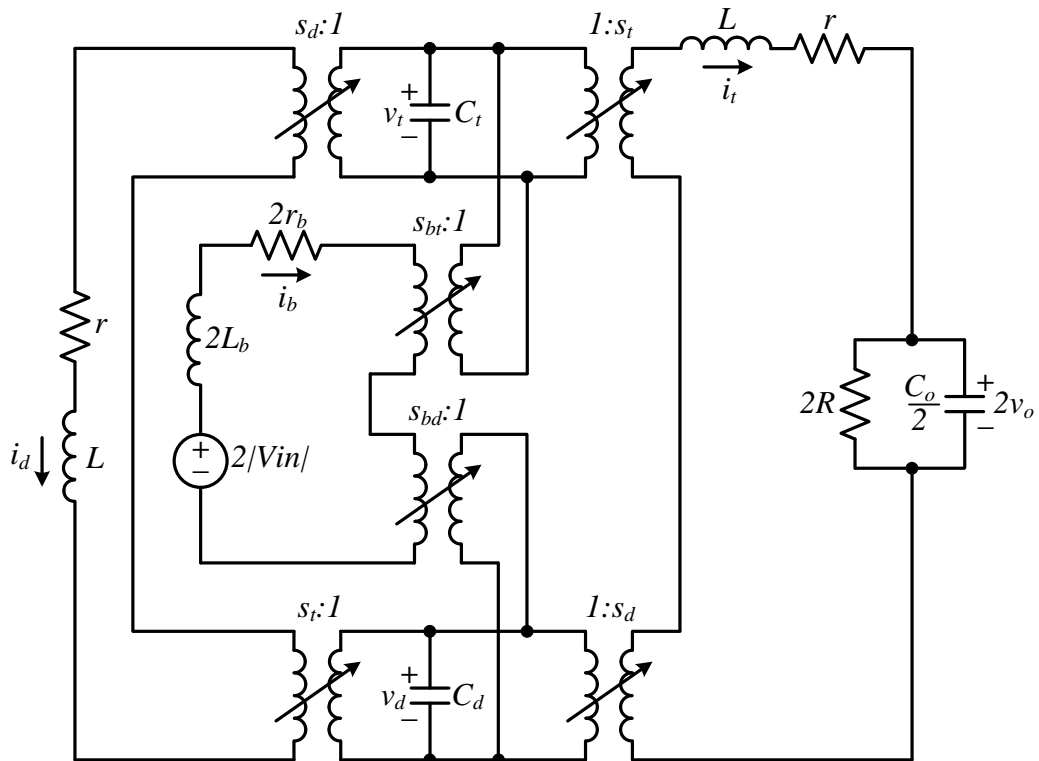 s_d:1
1:s_t
L
r
+
v_t
−
C_t
i_t
2r_b
s_bt:1
i_b
r
2L_b
s_bd:1
i_d
L
+
−
2|Vin|
2R
C_o
2
+
−
2v_o
s_t:1
1:s_d
+
v_d
−
C_d